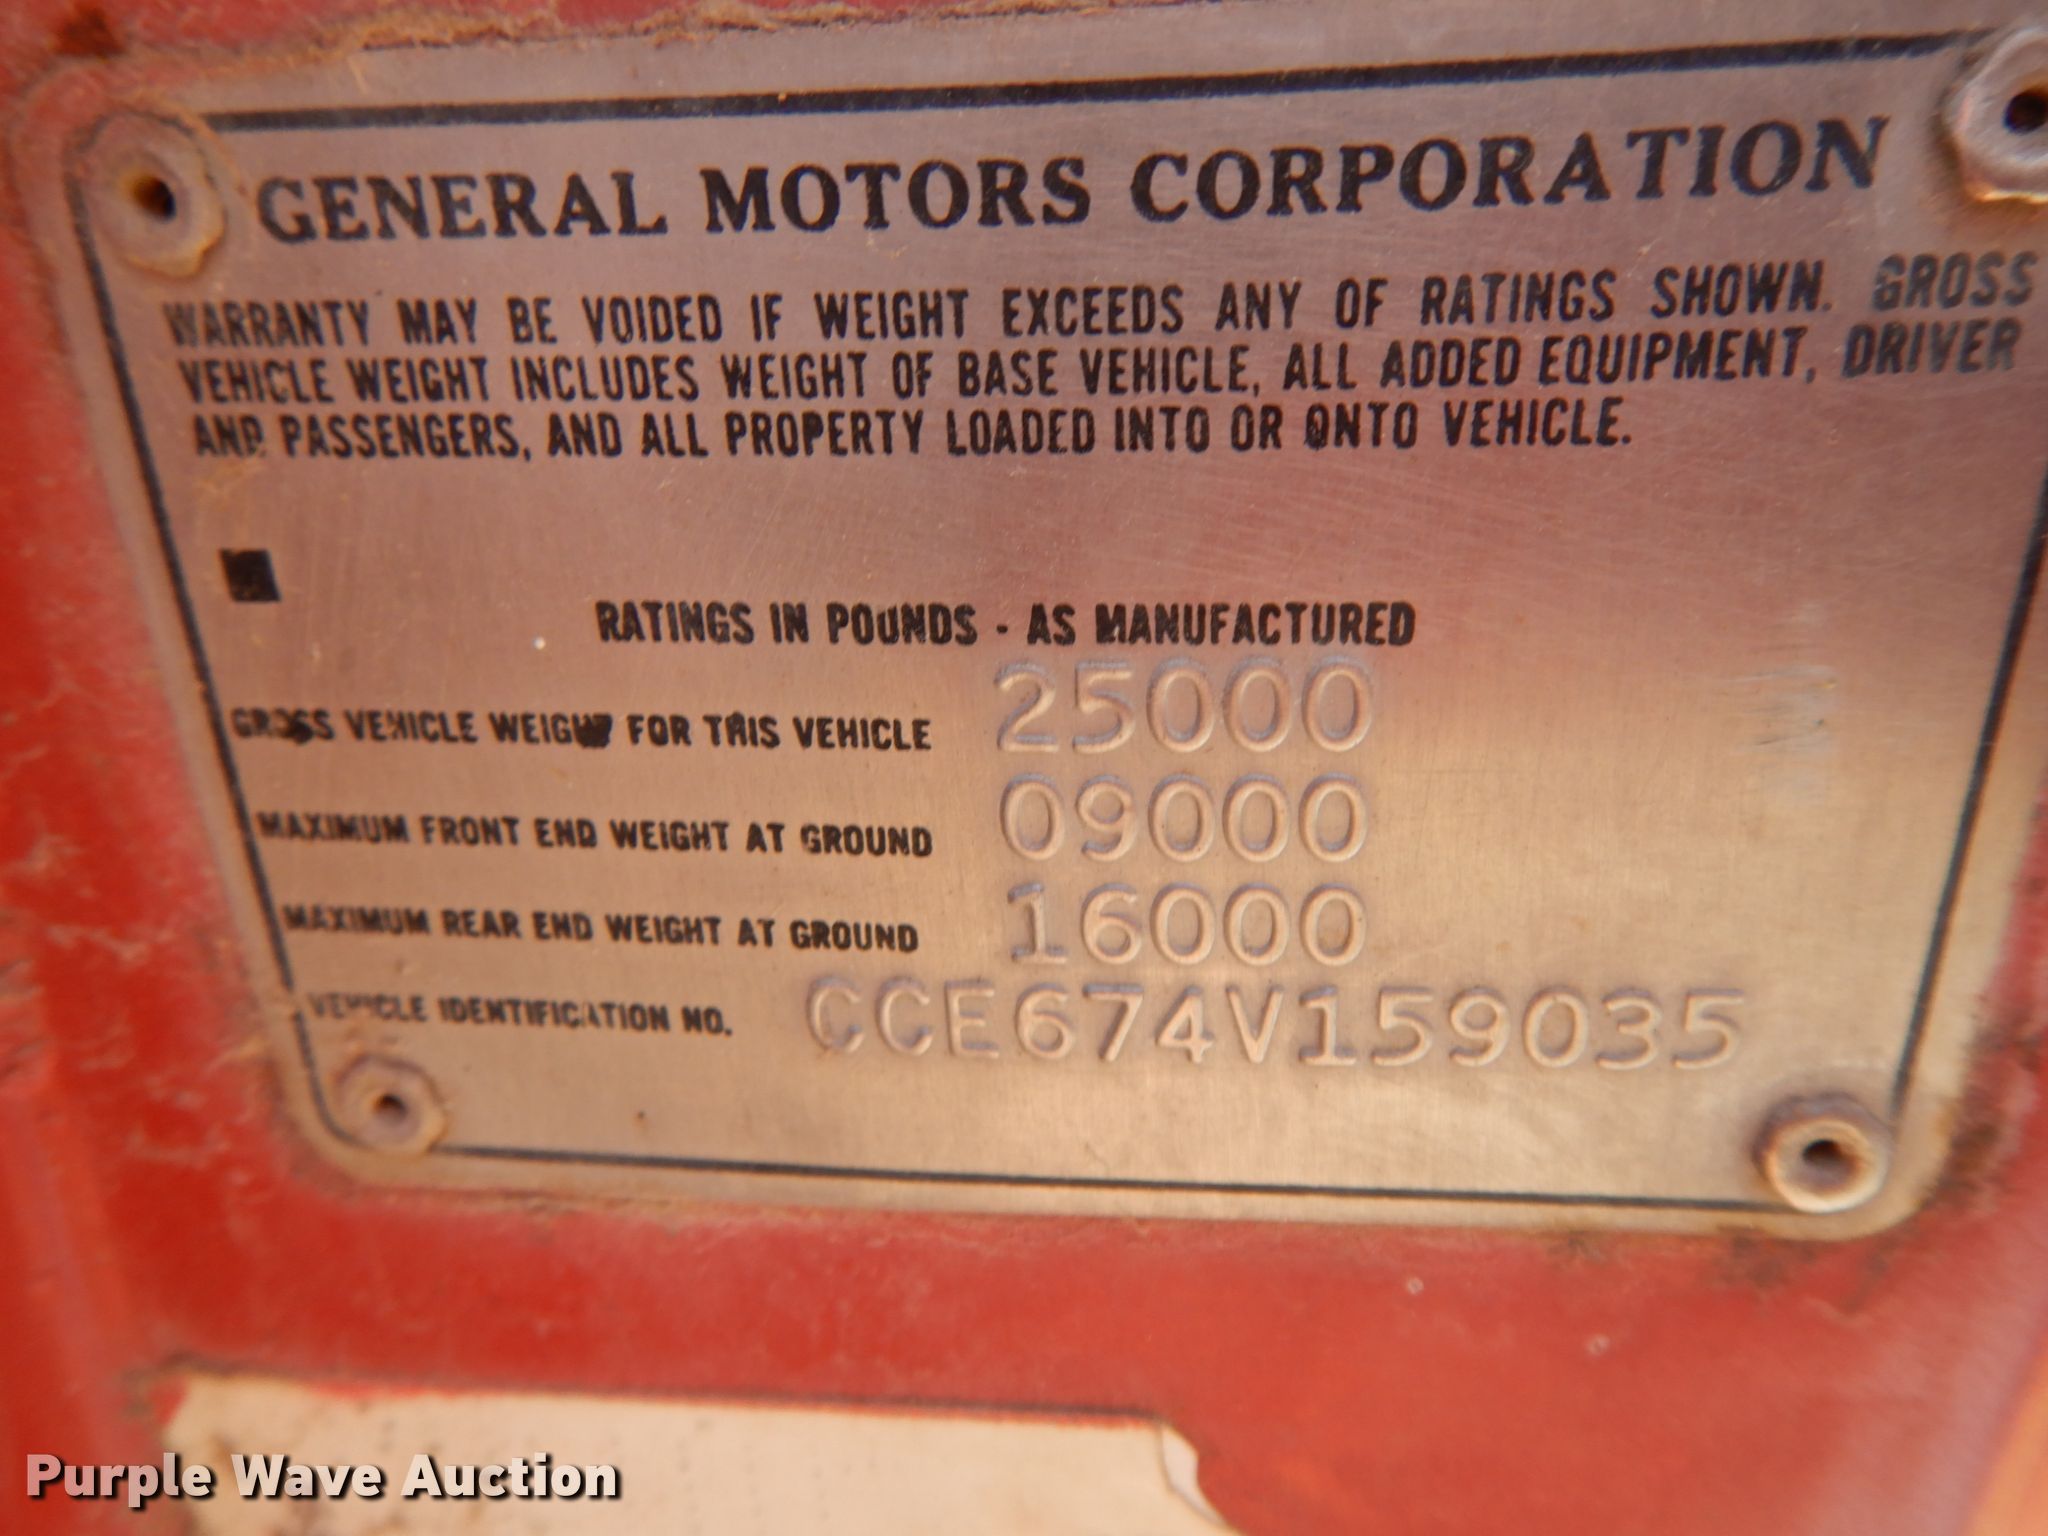 GENERAL MOTORS CORPORATION
WARRANTY MAY BE VOIDED IF WEIGHT EXCEEDS ANY OF RATINGS SHOWN. GROSS
VEHICLE WEIGHT INCLUDES WEIGHT OF BASE VEHICLE, ALL ADDED EQUIPMENT, DRIVER
AND PASSENGERS, AND ALL PROPERTY LOADED INTO OR ONTO VEHICLE.
RATINGS IN POUNDS - AS MANUFACTURED
GROSS VEHICLE WEIGHT FOR THIS VEHICLE 25000
MAXIMUM FRONT END WEIGHT AT GROUND 09000
MAXIMUM REAR END WEIGHT AT GROUND 16000
VEHICLE IDENTIFICATION NO. CCE674V159035
Purple Wave Auction